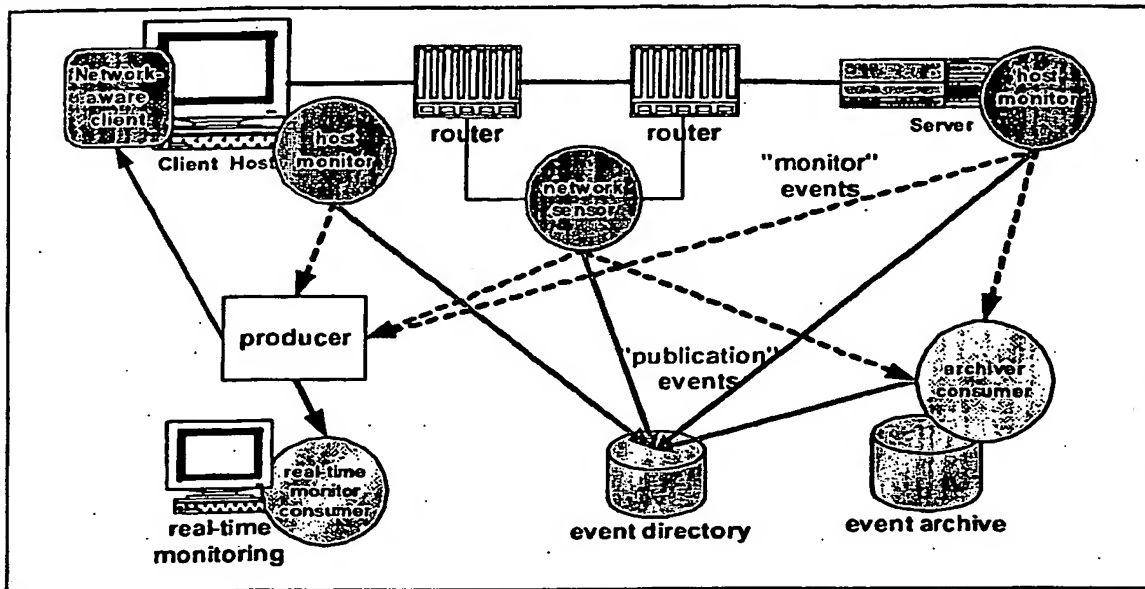 Network-
aware
client
Client Host
host
monitor
router
router
network
sensor
Server
host
monitor
"monitor"
events
producer
"publication"
events
archiver
consumer
real-time
monitor
consumer
real-time
monitoring
event directory
event archive